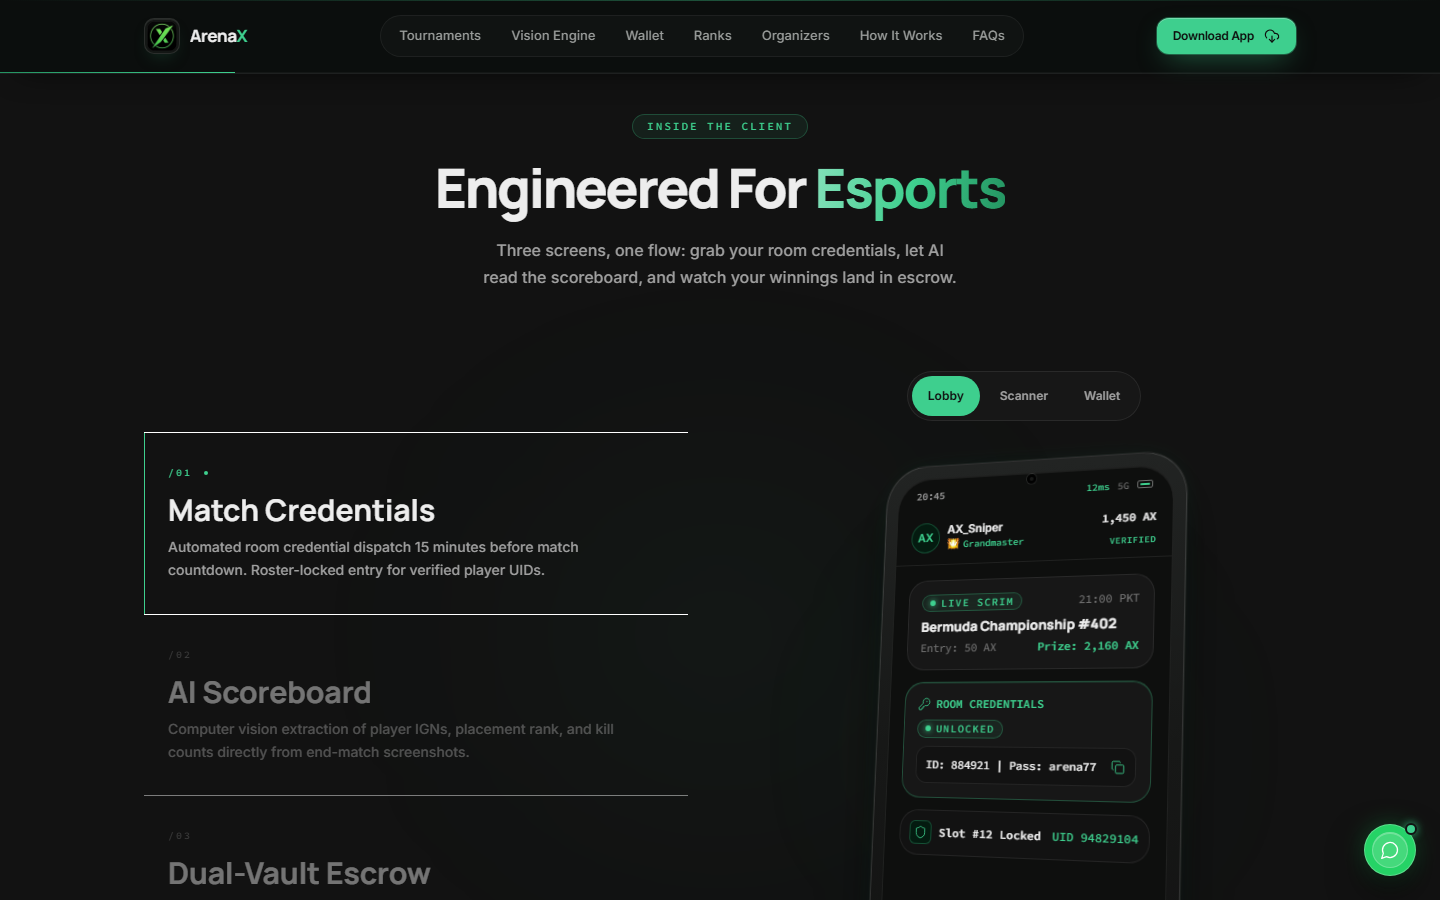 ArenaX
Tournaments
Vision Engine
Wallet
Ranks
Organizers
How It Works
FAQs
Download App
INSIDE THE CLIENT
Engineered For Esports
Three screens, one flow: grab your room credentials, let AI
read the scoreboard, and watch your winnings land in escrow.
/01
Match Credentials
Automated room credential dispatch 15 minutes before match
countdown. Roster-locked entry for verified player UIDs.
/02
AI Scoreboard
Computer vision extraction of player IGNs, placement rank, and kill
counts directly from end-match screenshots.
/03
Dual-Vault Escrow
Lobby
Scanner
Wallet
20:45
12ms 5G
AX
AX_Sniper
Grandmaster
1,450 AX
VERIFIED
LIVE SCRIM
21:00 PKT
Bermuda Championship #402
Entry: 50 AX
Prize: 2,160 AX
ROOM CREDENTIALS
UNLOCKED
ID: 884921 | Pass: arena77
Slot #12 Locked
UID 94829104